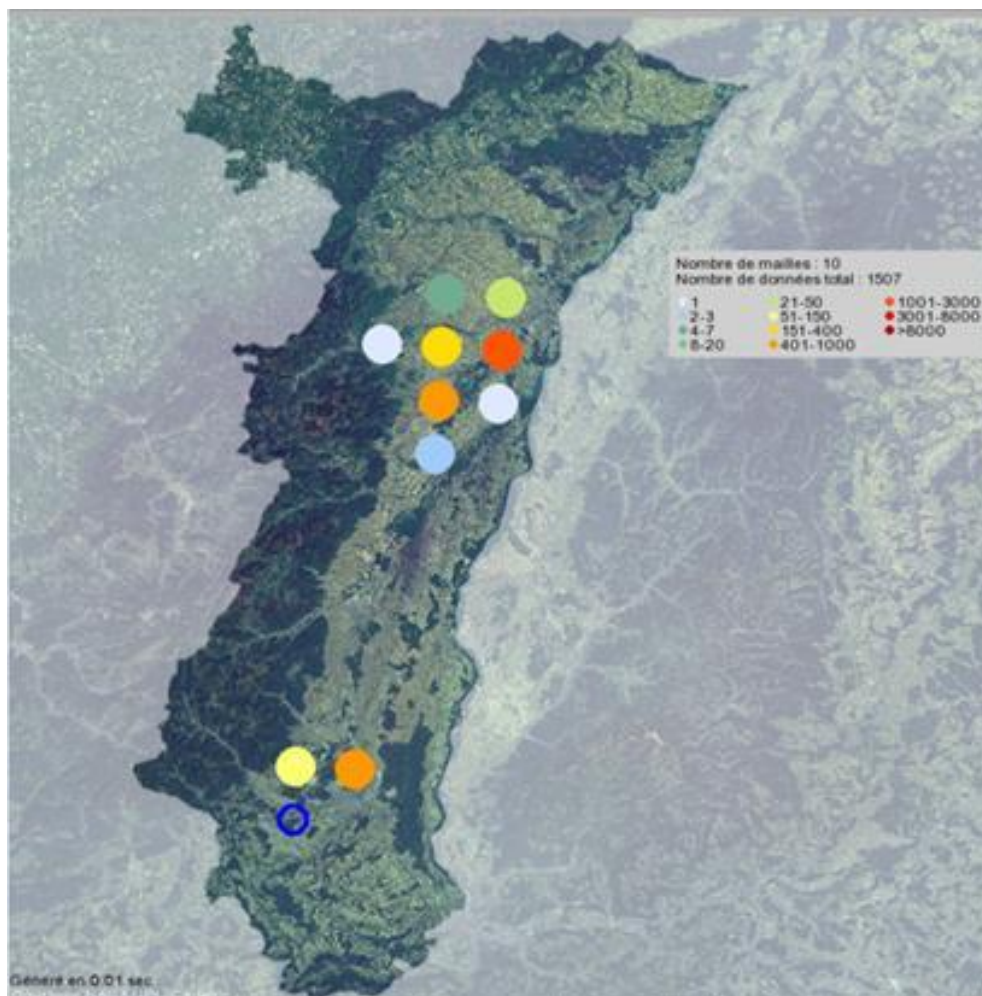 Nombre de mailles : 10
Nombre de données total : 1507
1 21-50 1001-3000
2-3 51-150 3001-8000
4-7 151-400 >8000
8-20 401-1000
Généré en 0.01 sec.